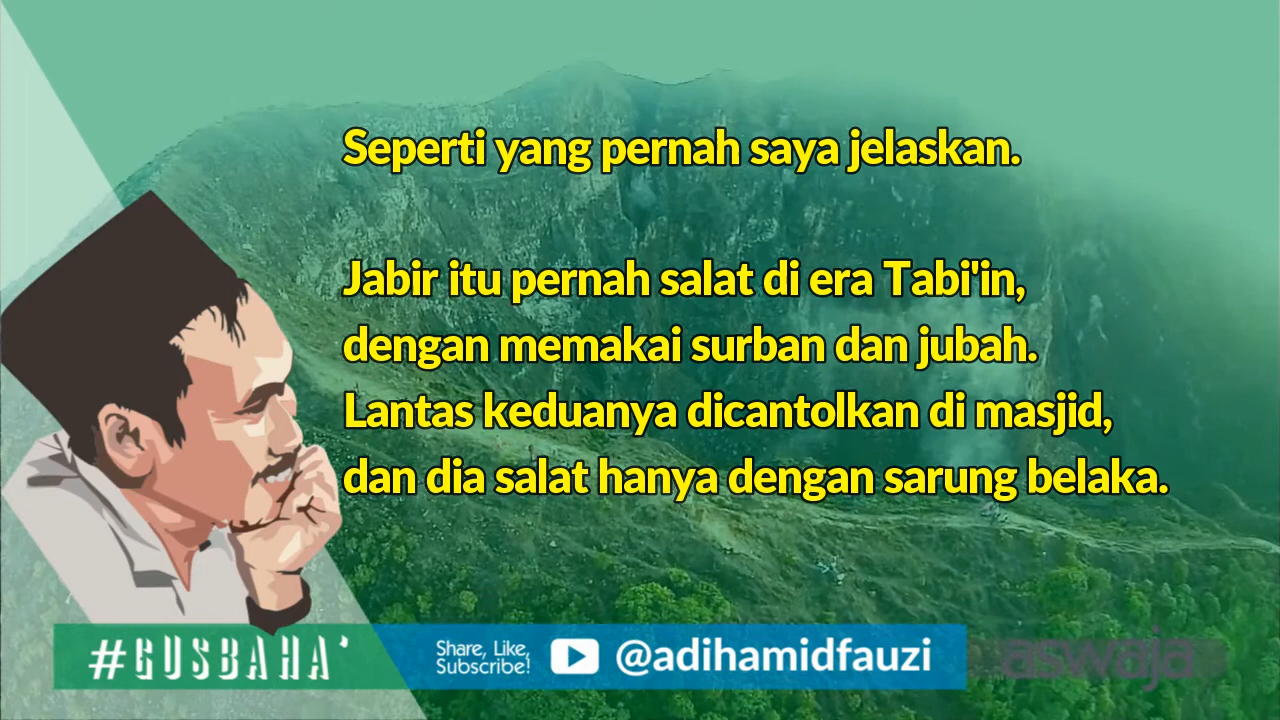 Seperti yang pernah saya jelaskan.
Jabir itu pernah salat di era Tabi'in,
dengan memakai surban dan jubah.
Lantas keduanya dicantolkan di masjid,
dan dia salat hanya dengan sarung belaka.
#GUSBAHA'
Share, Like,
Subscribe!
@adihamidfauzi
aswaja